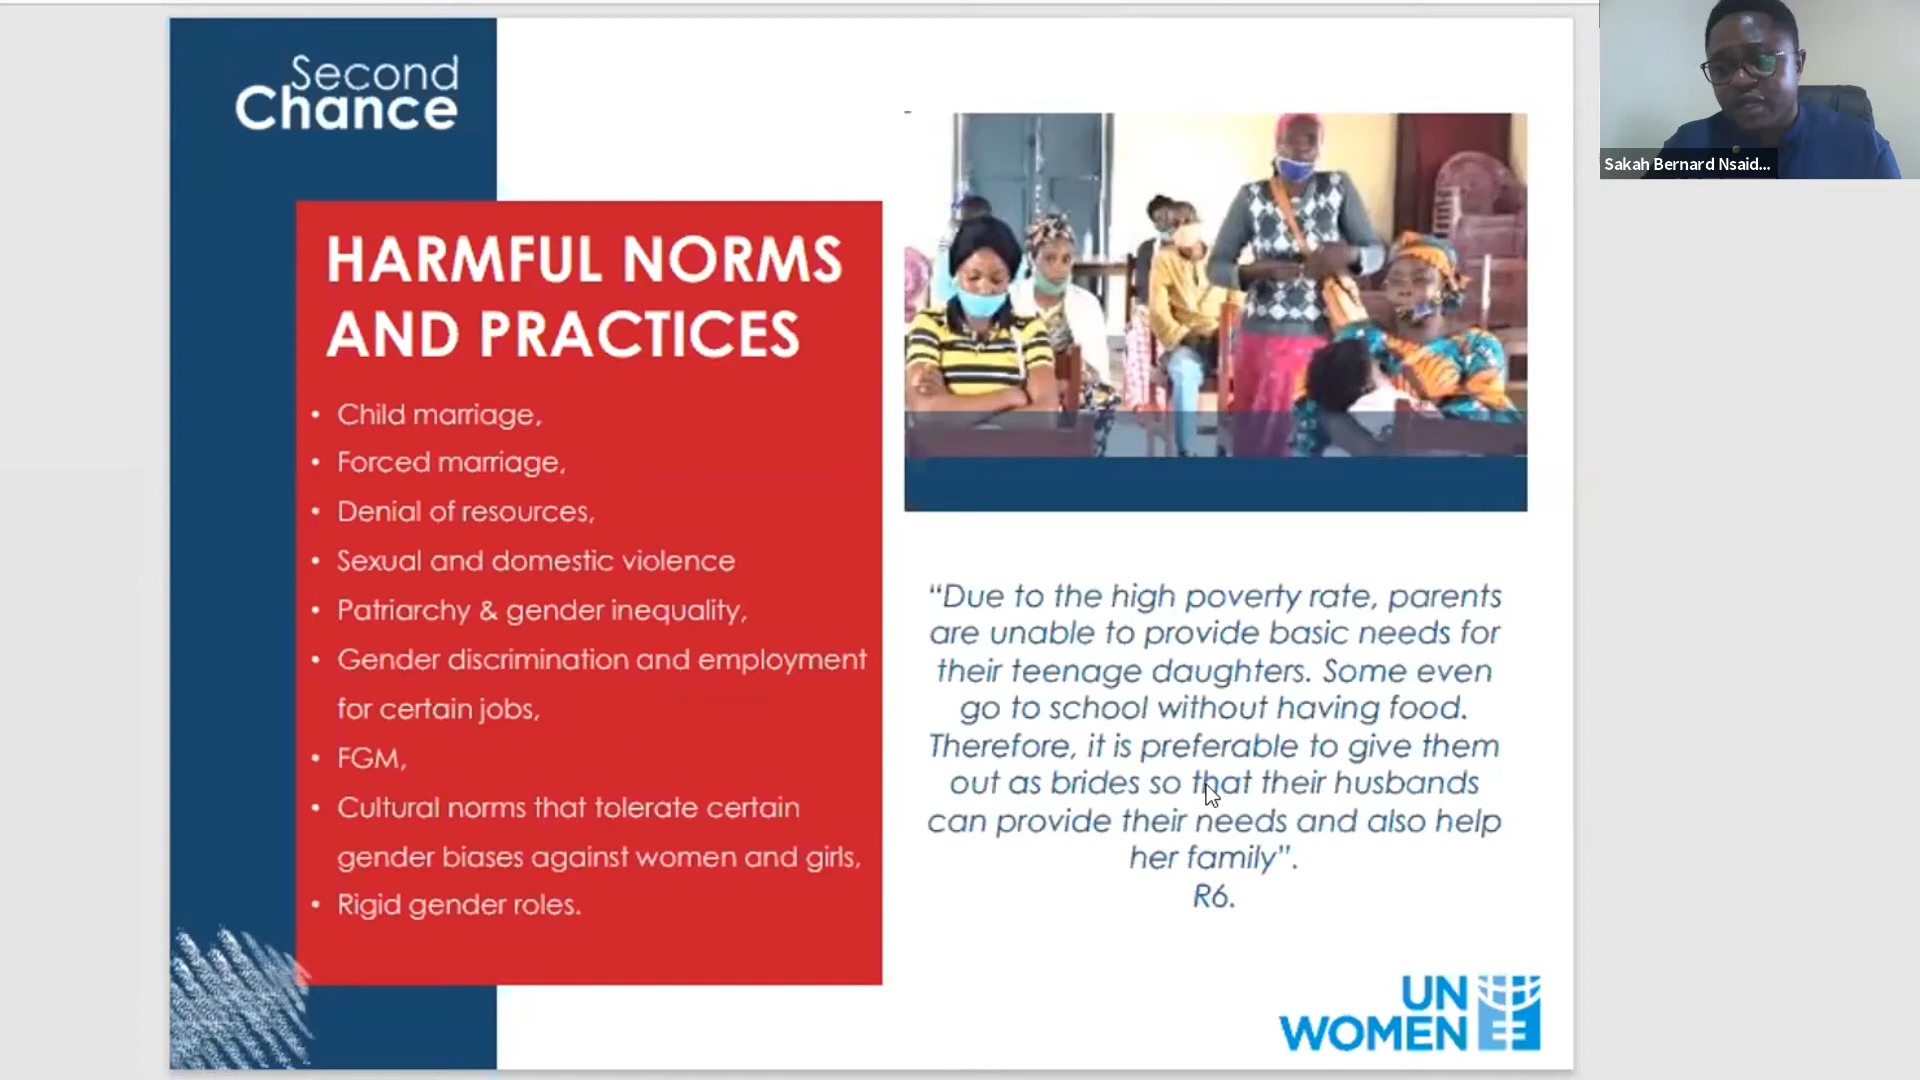 Second
Chance
HARMFUL NORMS
AND PRACTICES
• Child marriage,
• Forced marriage,
• Denial of resources,
• Sexual and domestic violence
• Patriarchy & gender inequality,
• Gender discrimination and employment
for certain jobs,
• FGM,
• Cultural norms that tolerate certain
gender biases against women and girls,
• Rigid gender roles.
“Due to the high poverty rate, parents
are unable to provide basic needs for
their teenage daughters. Some even
go to school without having food.
Therefore, it is preferable to give them
out as brides so that their husbands
can provide their needs and also help
her family”.
R6.
UN
WOMEN
Sakah Bernard Nsaid...